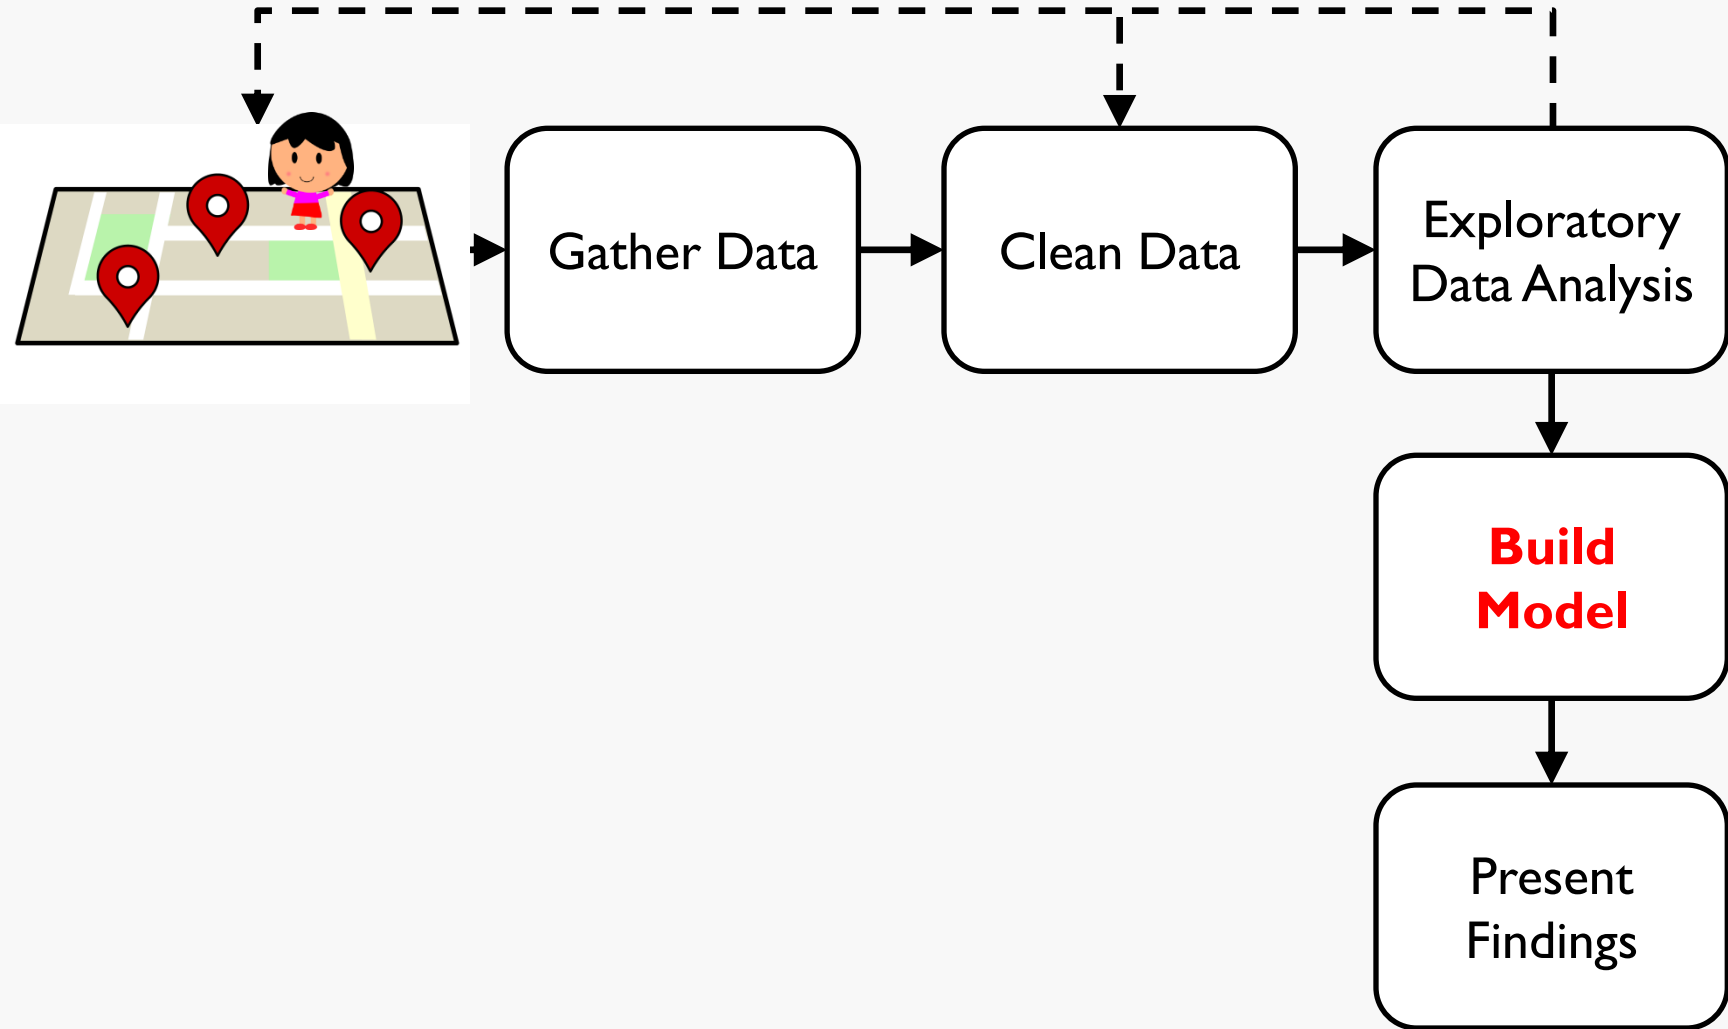 Gather Data
Clean Data
Exploratory
Data Analysis
Build
Model
Present
Findings